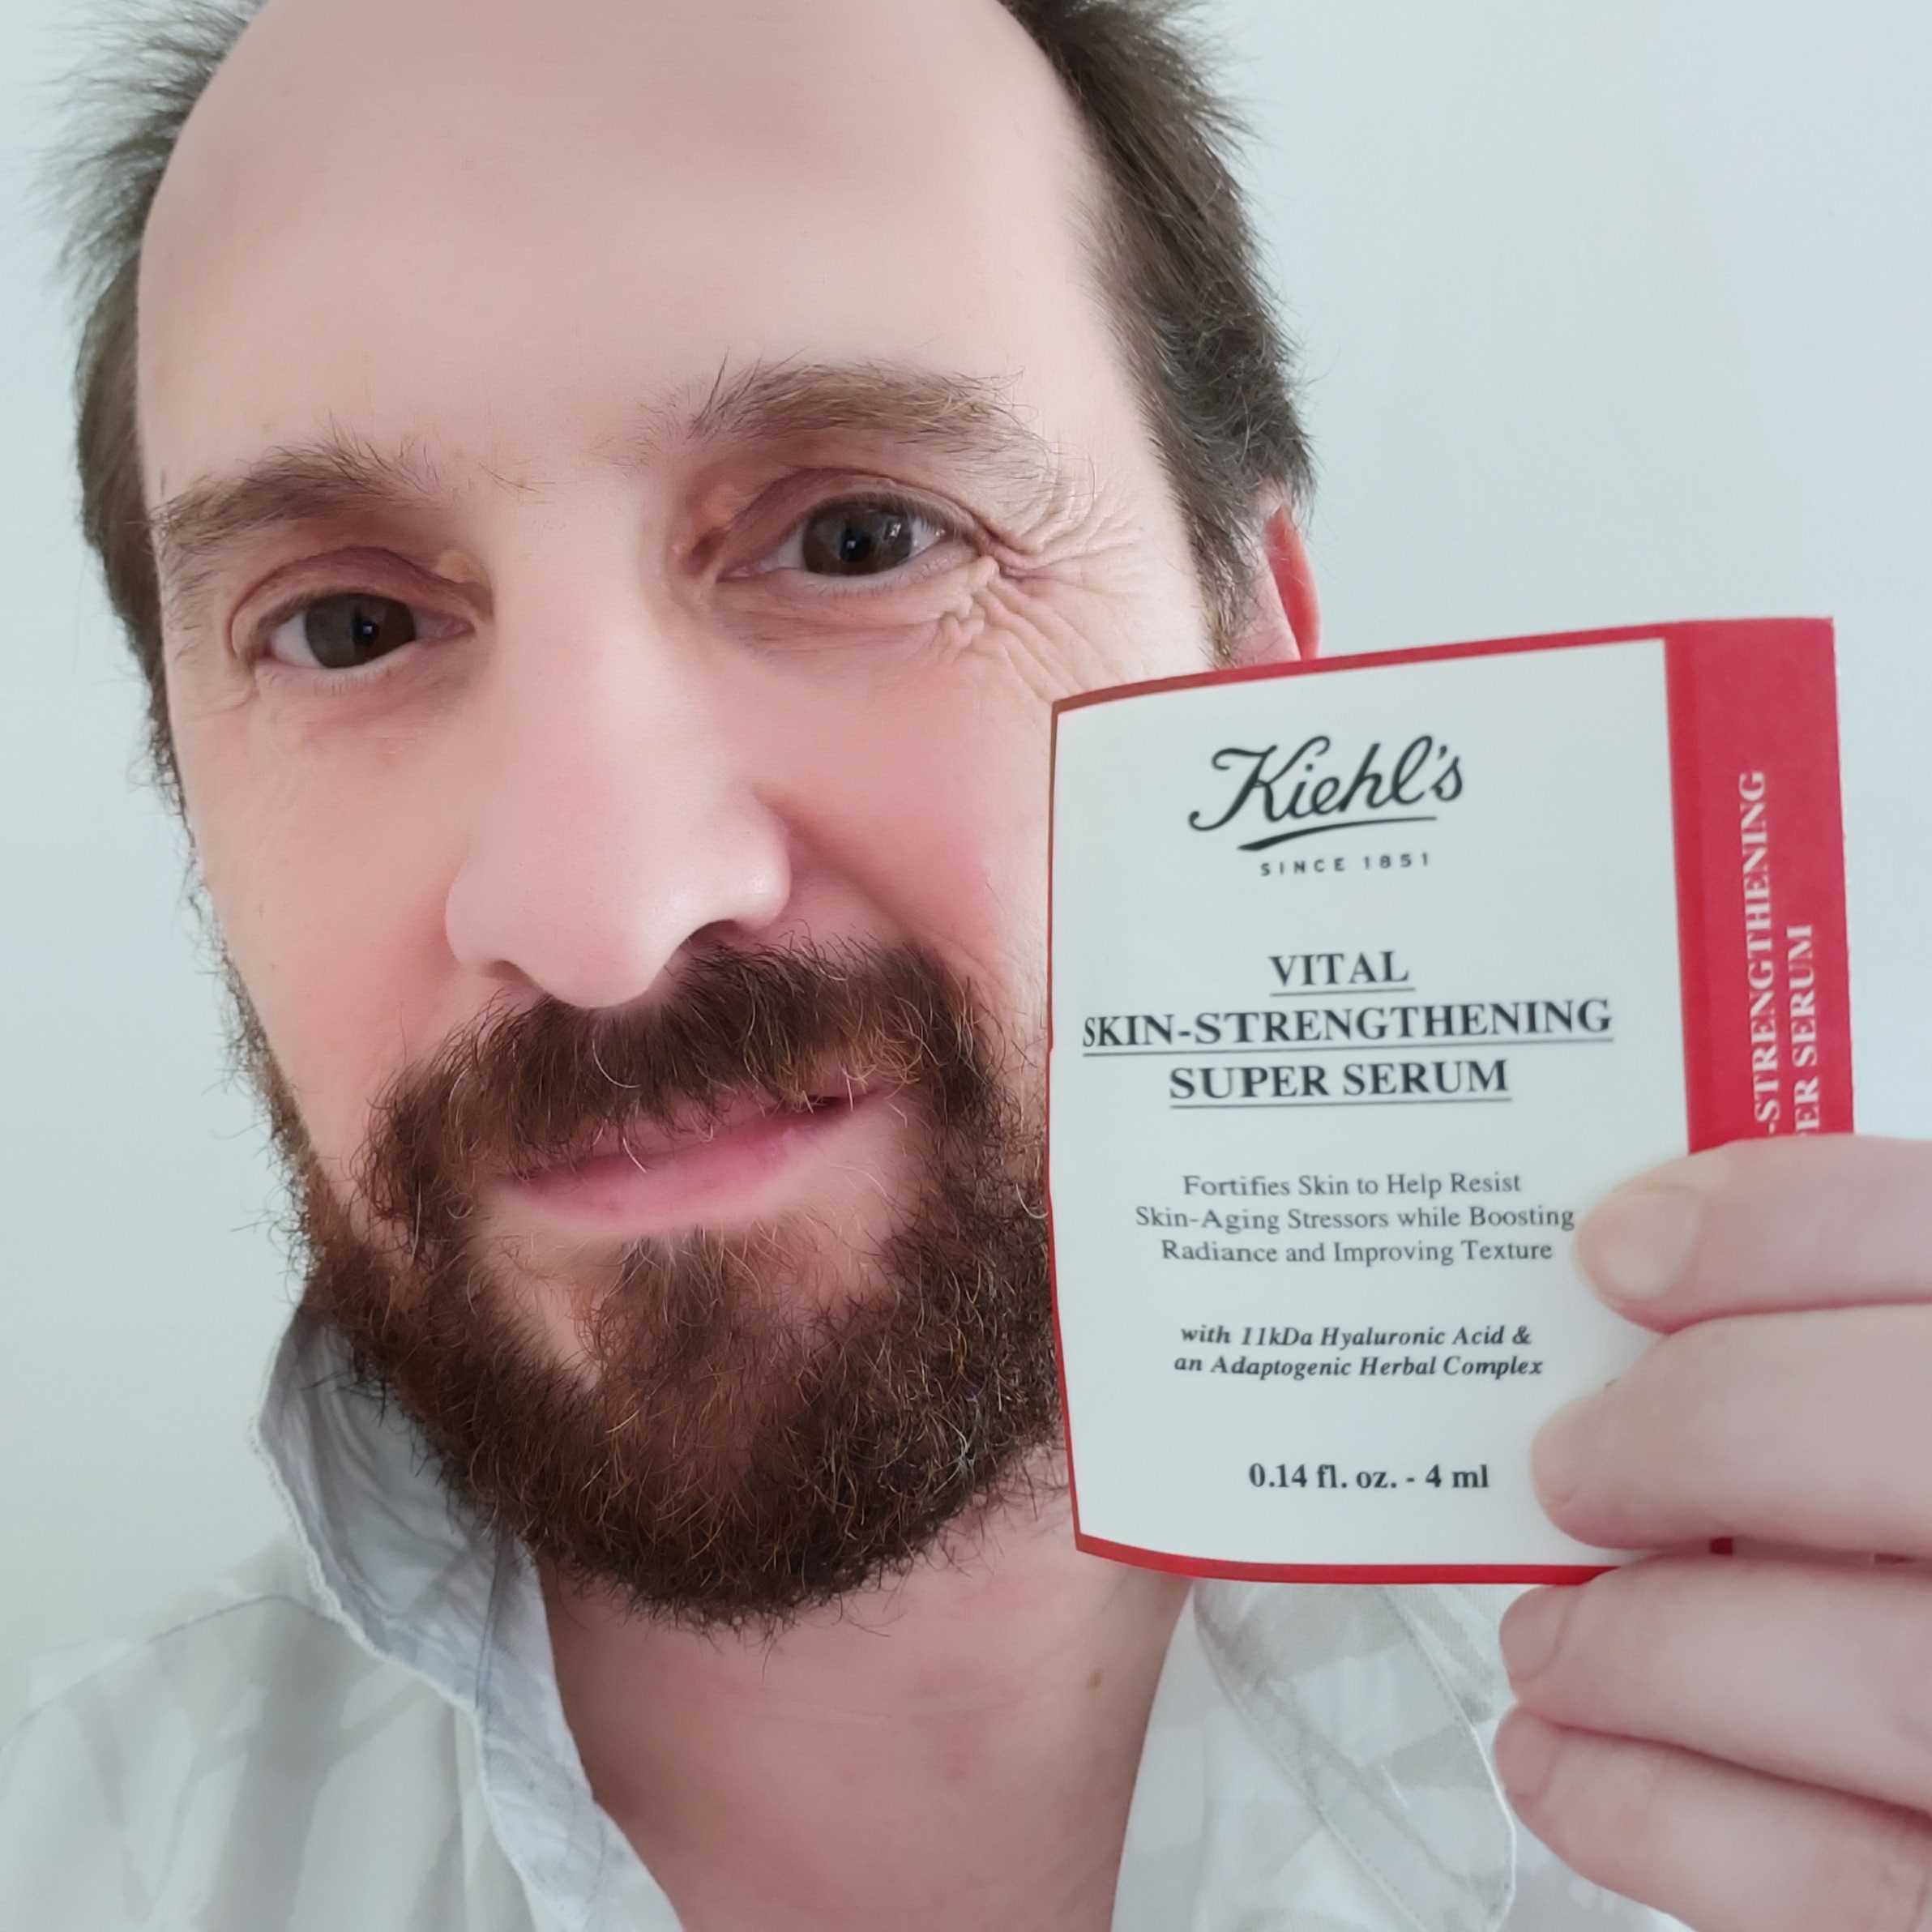 Kiehl's
SINCE 1851
VITAL
SKIN-STRENGTHENING
SUPER SERUM
Fortifies Skin to Help Resist
Skin-Aging Stressors while Boosting
Radiance and Improving Texture
with 11kDa Hyaluronic Acid &
an Adaptogenic Herbal Complex
0.14 fl. oz. - 4 ml
-STRENGTHENING
SERUM